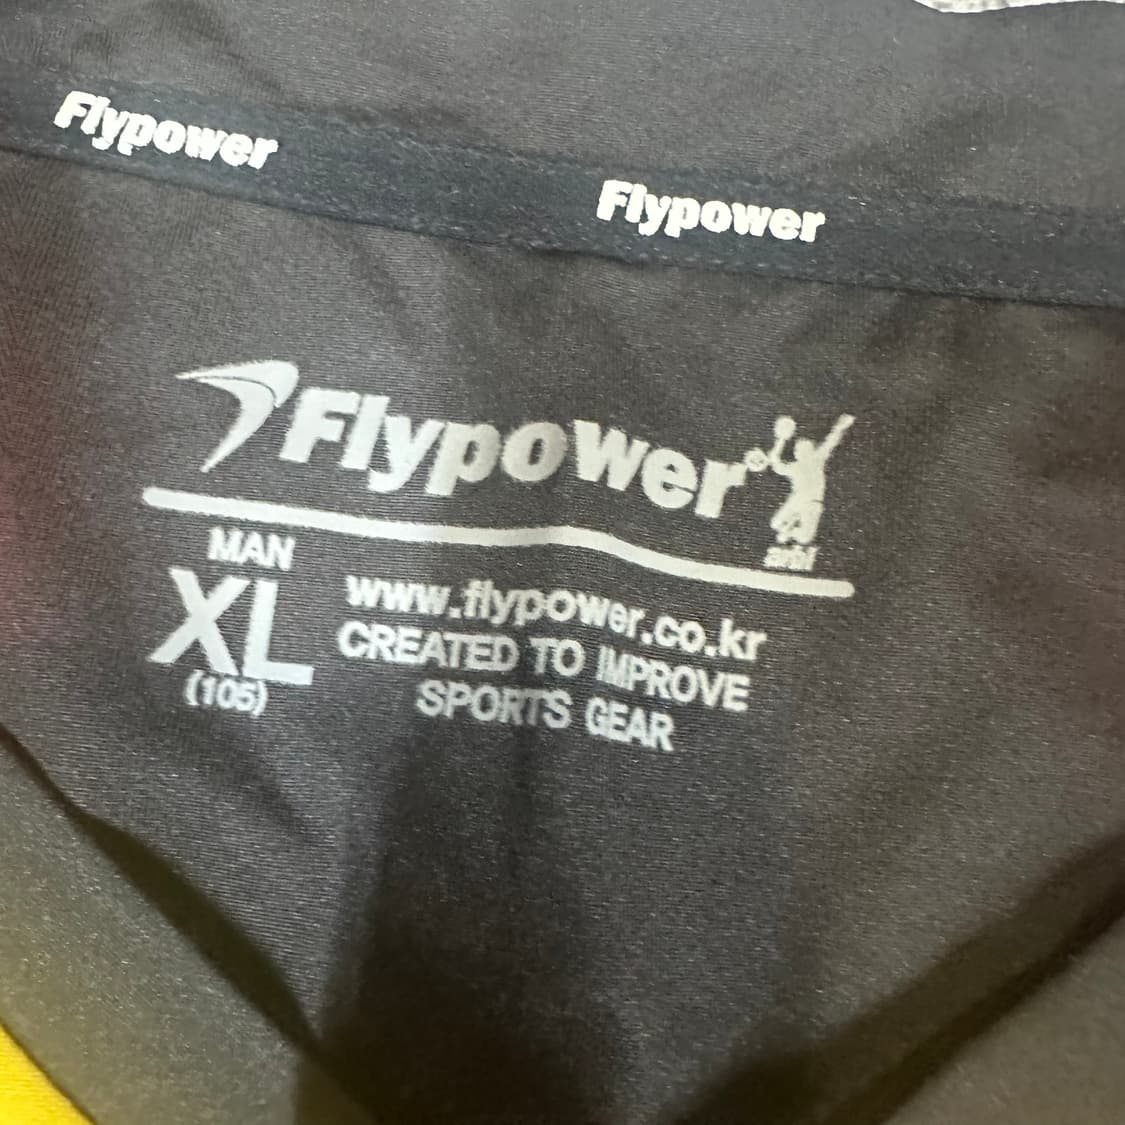 Flypower
Flypower
Flypower
MAN
XL
(105)
www.flypower.co.kr
CREATED TO IMPROVE
SPORTS GEAR